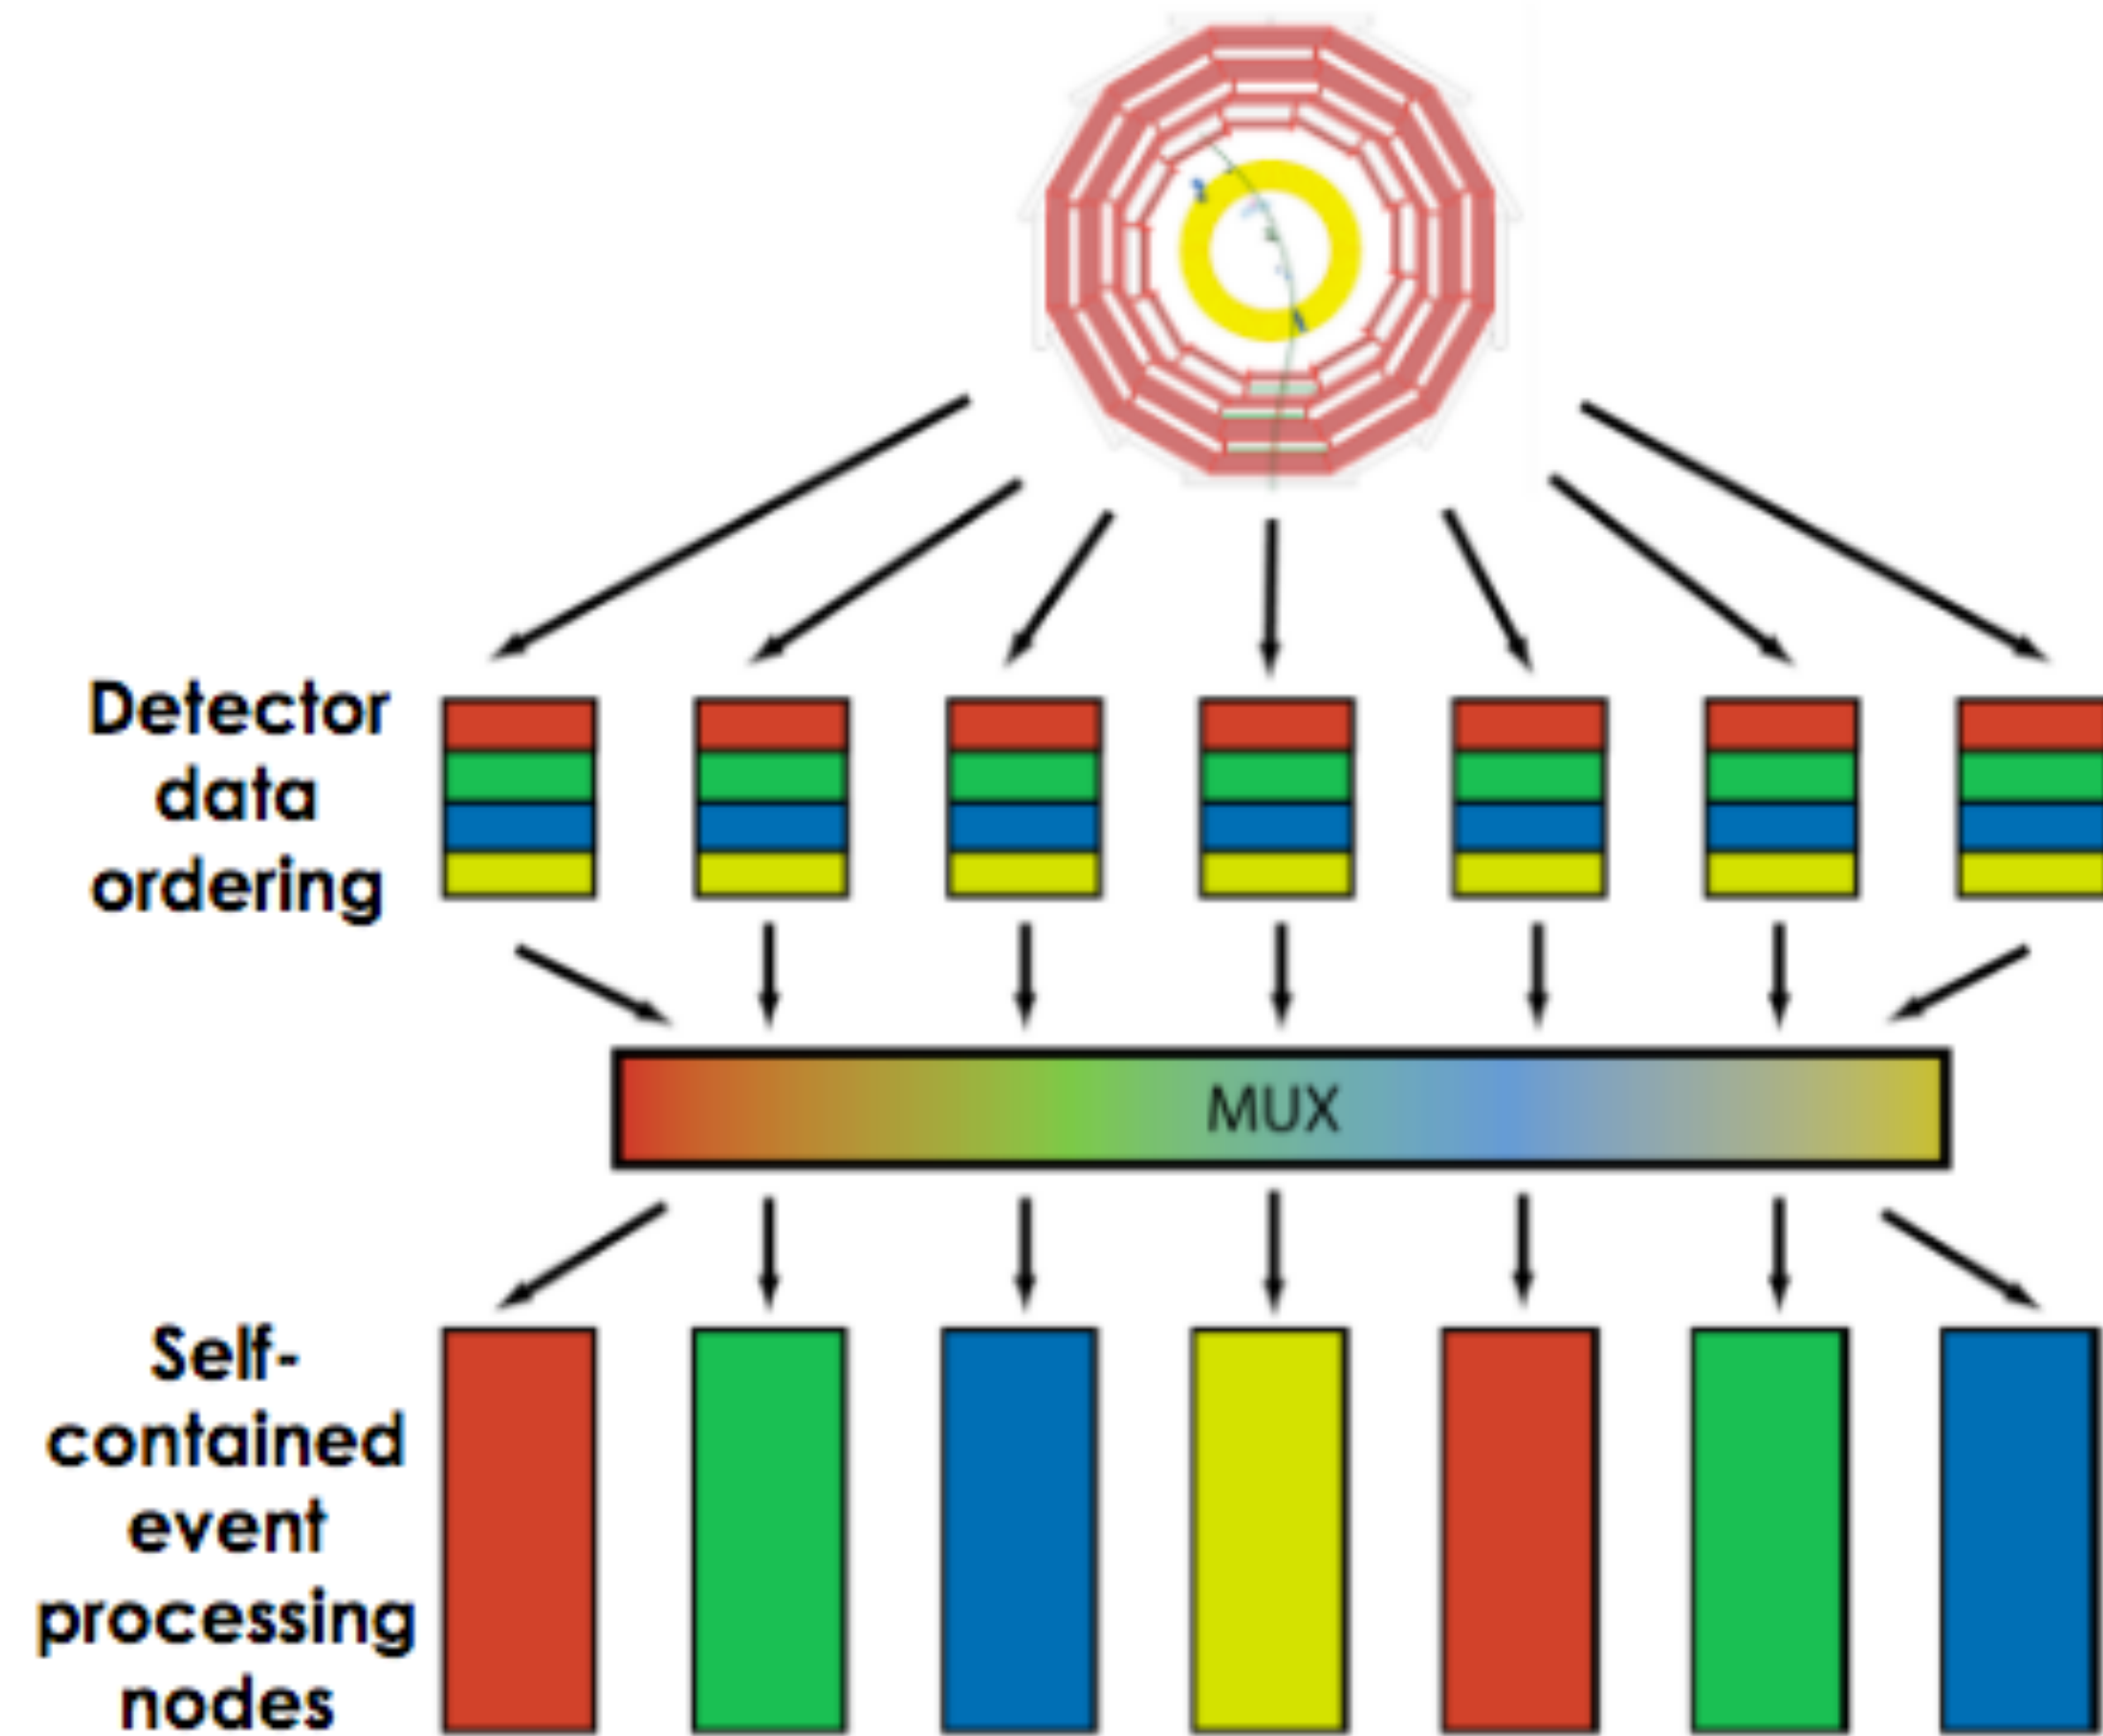 Detector
data
ordering
MUX
Self-
contained
event
processing
nodes